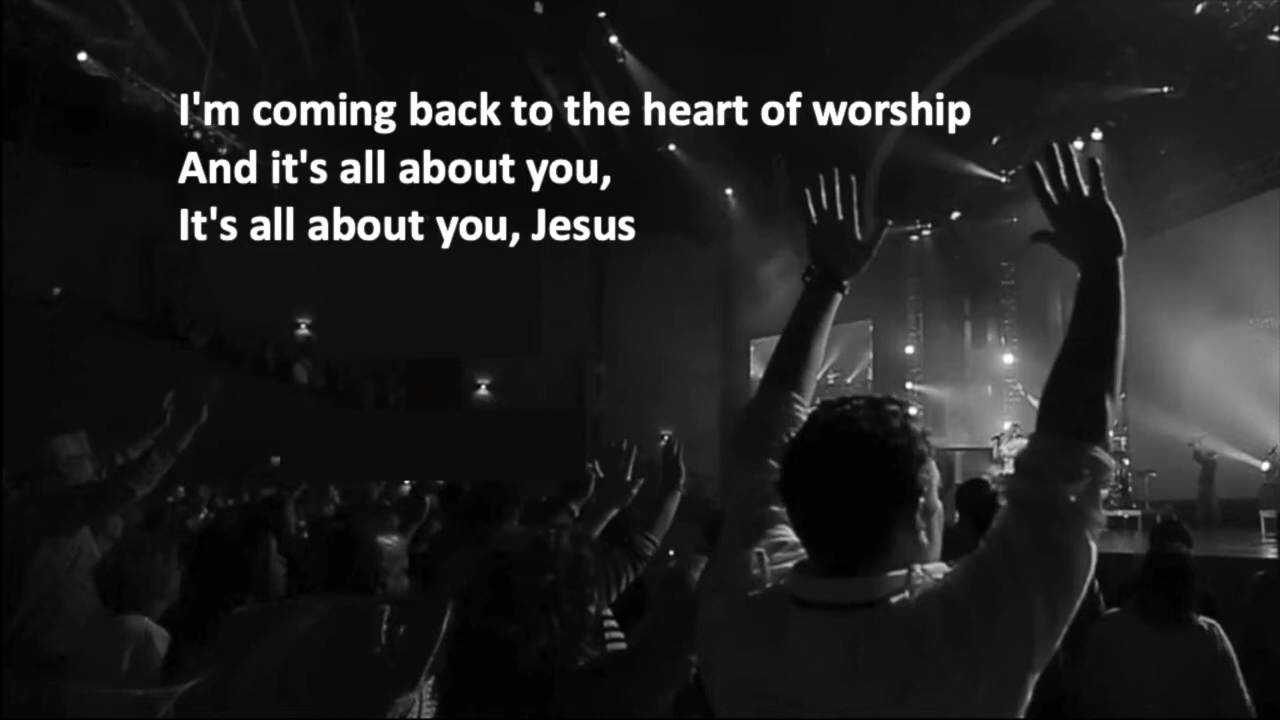 I'm coming back to the heart of worship
And it's all about you,
It's all about you, Jesus